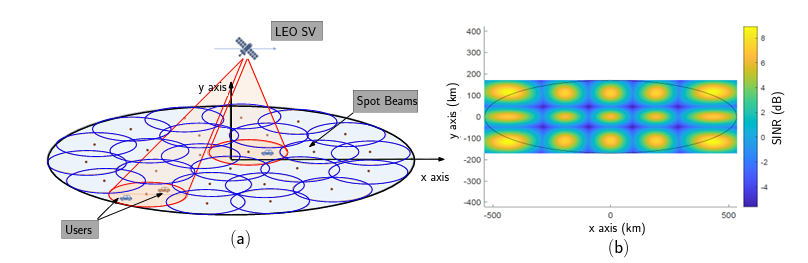 LEO SV
y axis
Spot Beams
x axis
Users
(a)
400
300
200
100
0
-100
-200
-300
-400
y axis (km)
-500
0
500
x axis (km)
8
6
4
2
0
-2
-4
SINR (dB)
(b)